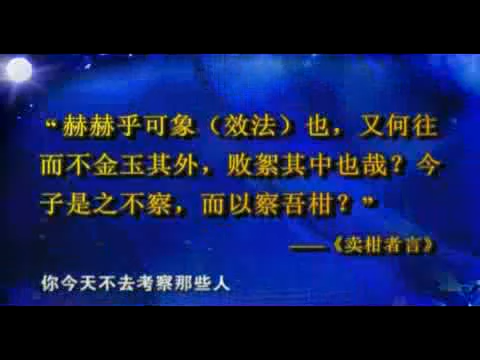 “赫赫乎可象（效法）也，又何往
而不金玉其外，败絮其中也哉？今
子是之不察，而以察吾柑？”
——《卖柑者言》
你今天不去考察那些人